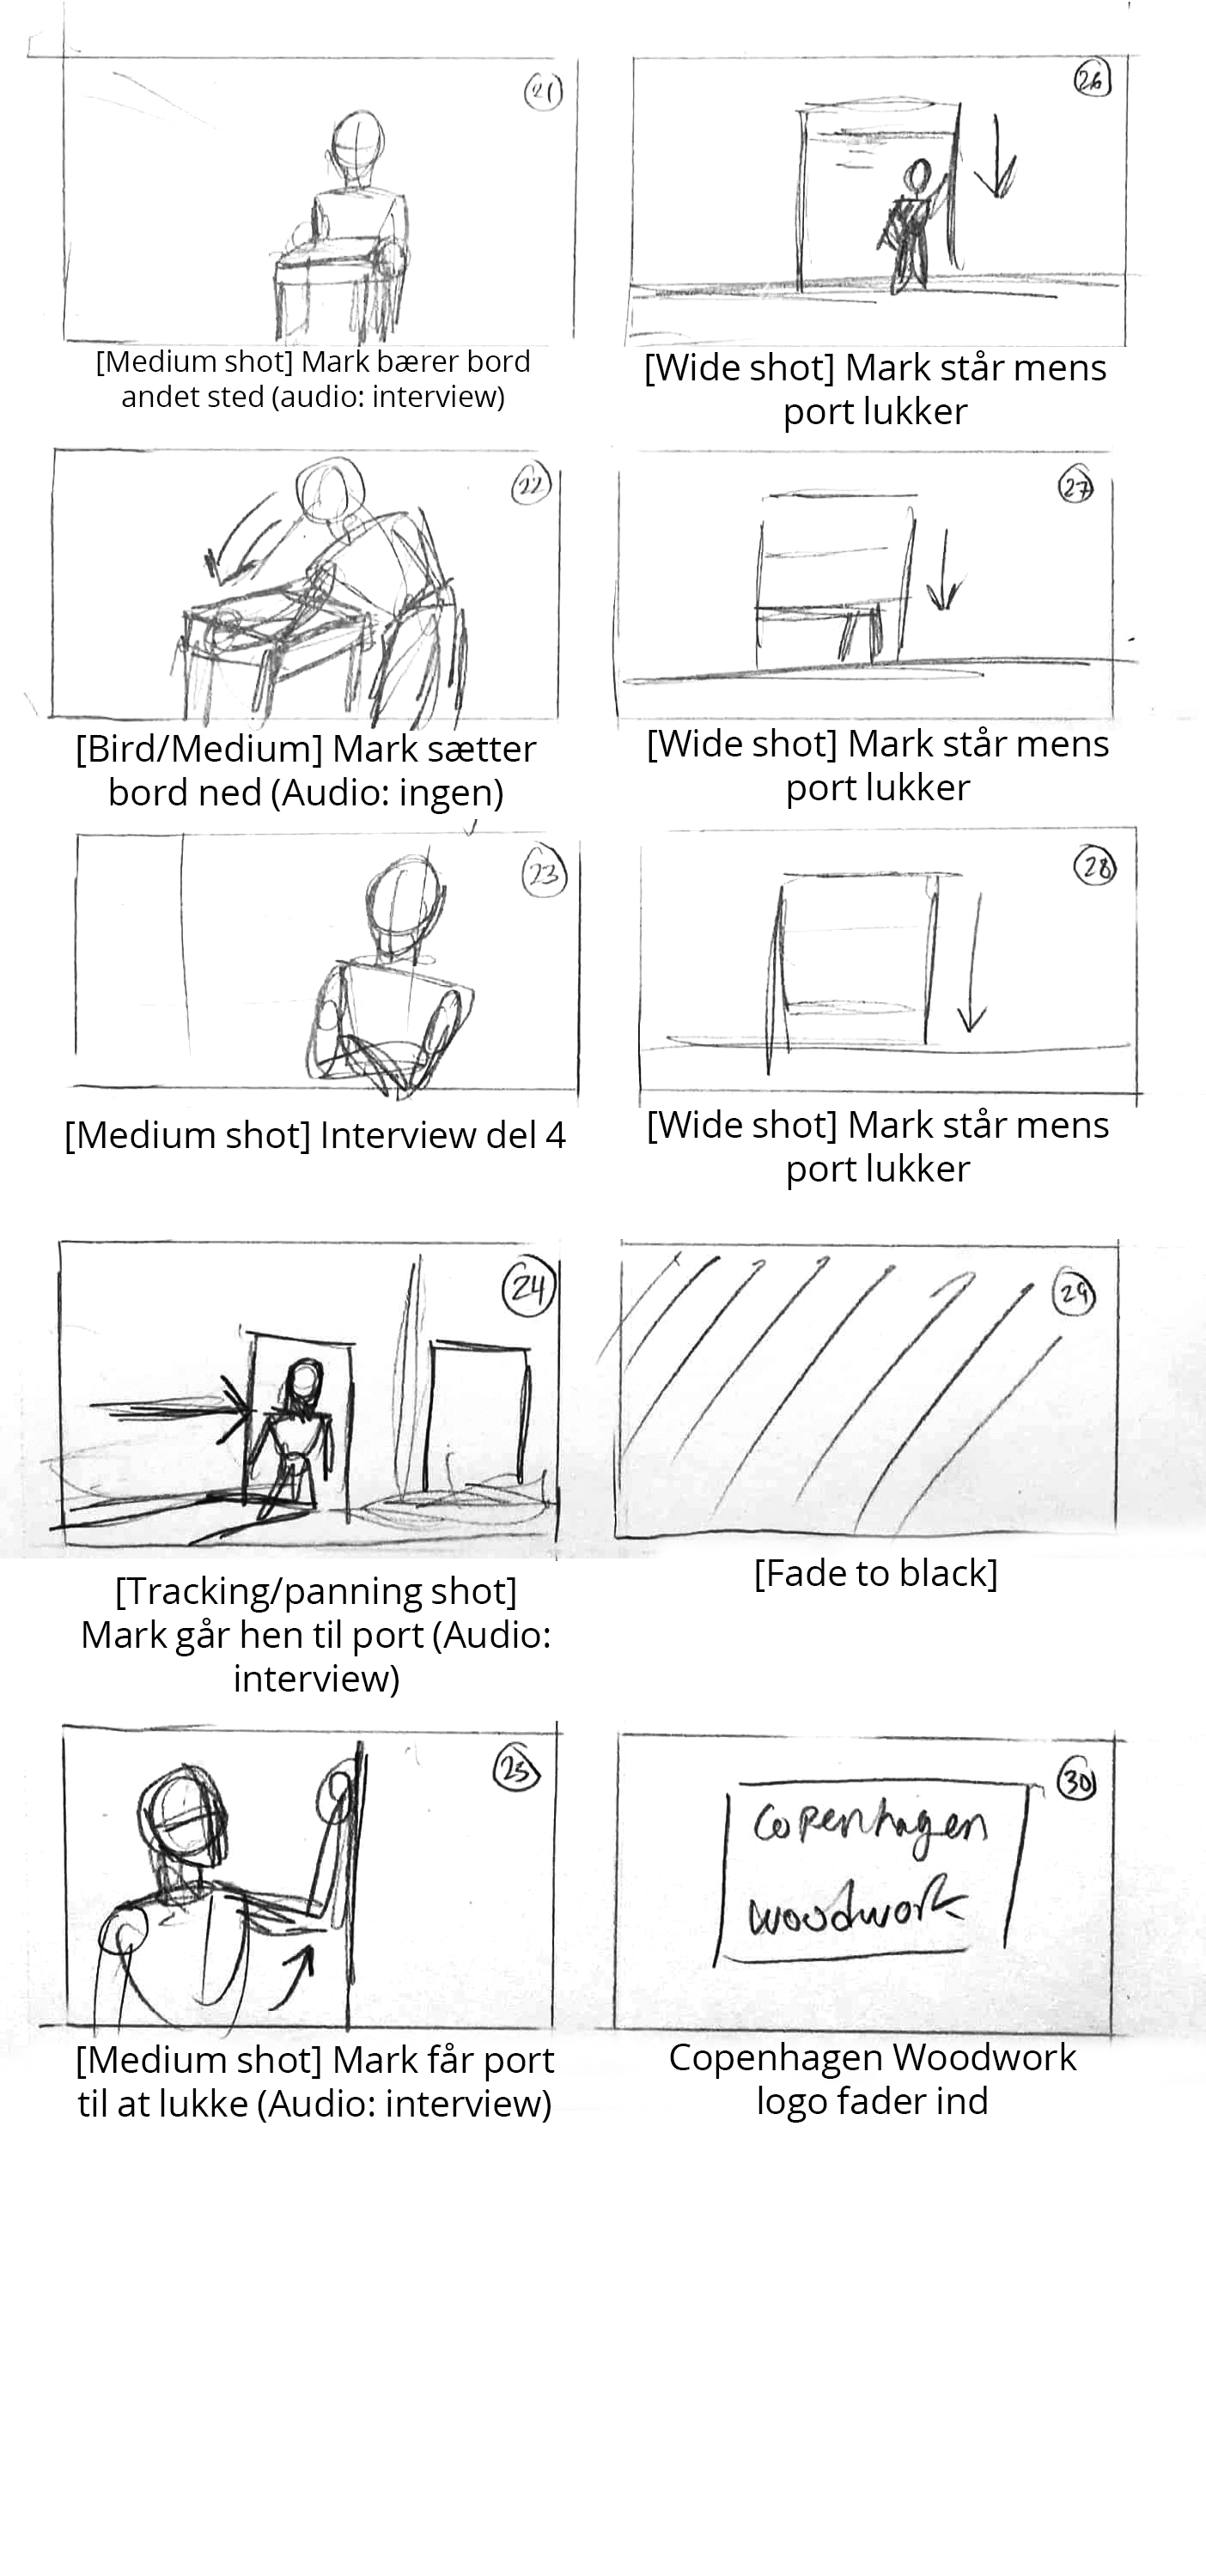 21
[Medium shot] Mark bærer bord
andet sted (audio: interview)
22
[Bird/Medium] Mark sætter
bord ned (Audio: ingen)
23
[Medium shot] Interview del 4
24
[Tracking/panning shot]
Mark går hen til port (Audio:
interview)
25
[Medium shot] Mark får port
til at lukke (Audio: interview)
26
[Wide shot] Mark står mens
port lukker
27
[Wide shot] Mark står mens
port lukker
28
[Wide shot] Mark står mens
port lukker
29
[Fade to black]
30
Copenhagen
woodwork
Copenhagen Woodwork
logo fader ind